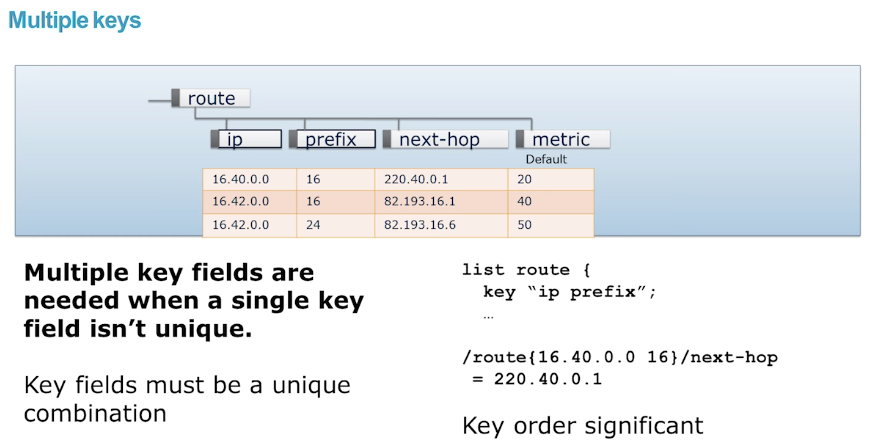 Multiple keys
route
ip prefix next-hop metric
Default
16.40.0.0 16 220.40.0.1 20
16.42.0.0 16 82.193.16.1 40
16.42.0.0 24 82.193.16.6 50
Multiple key fields are
needed when a single key
field isn’t unique.
Key fields must be a unique
combination
list route {
key “ip prefix”;
…
/route{16.40.0.0 16}/next-hop
= 220.40.0.1
Key order significant